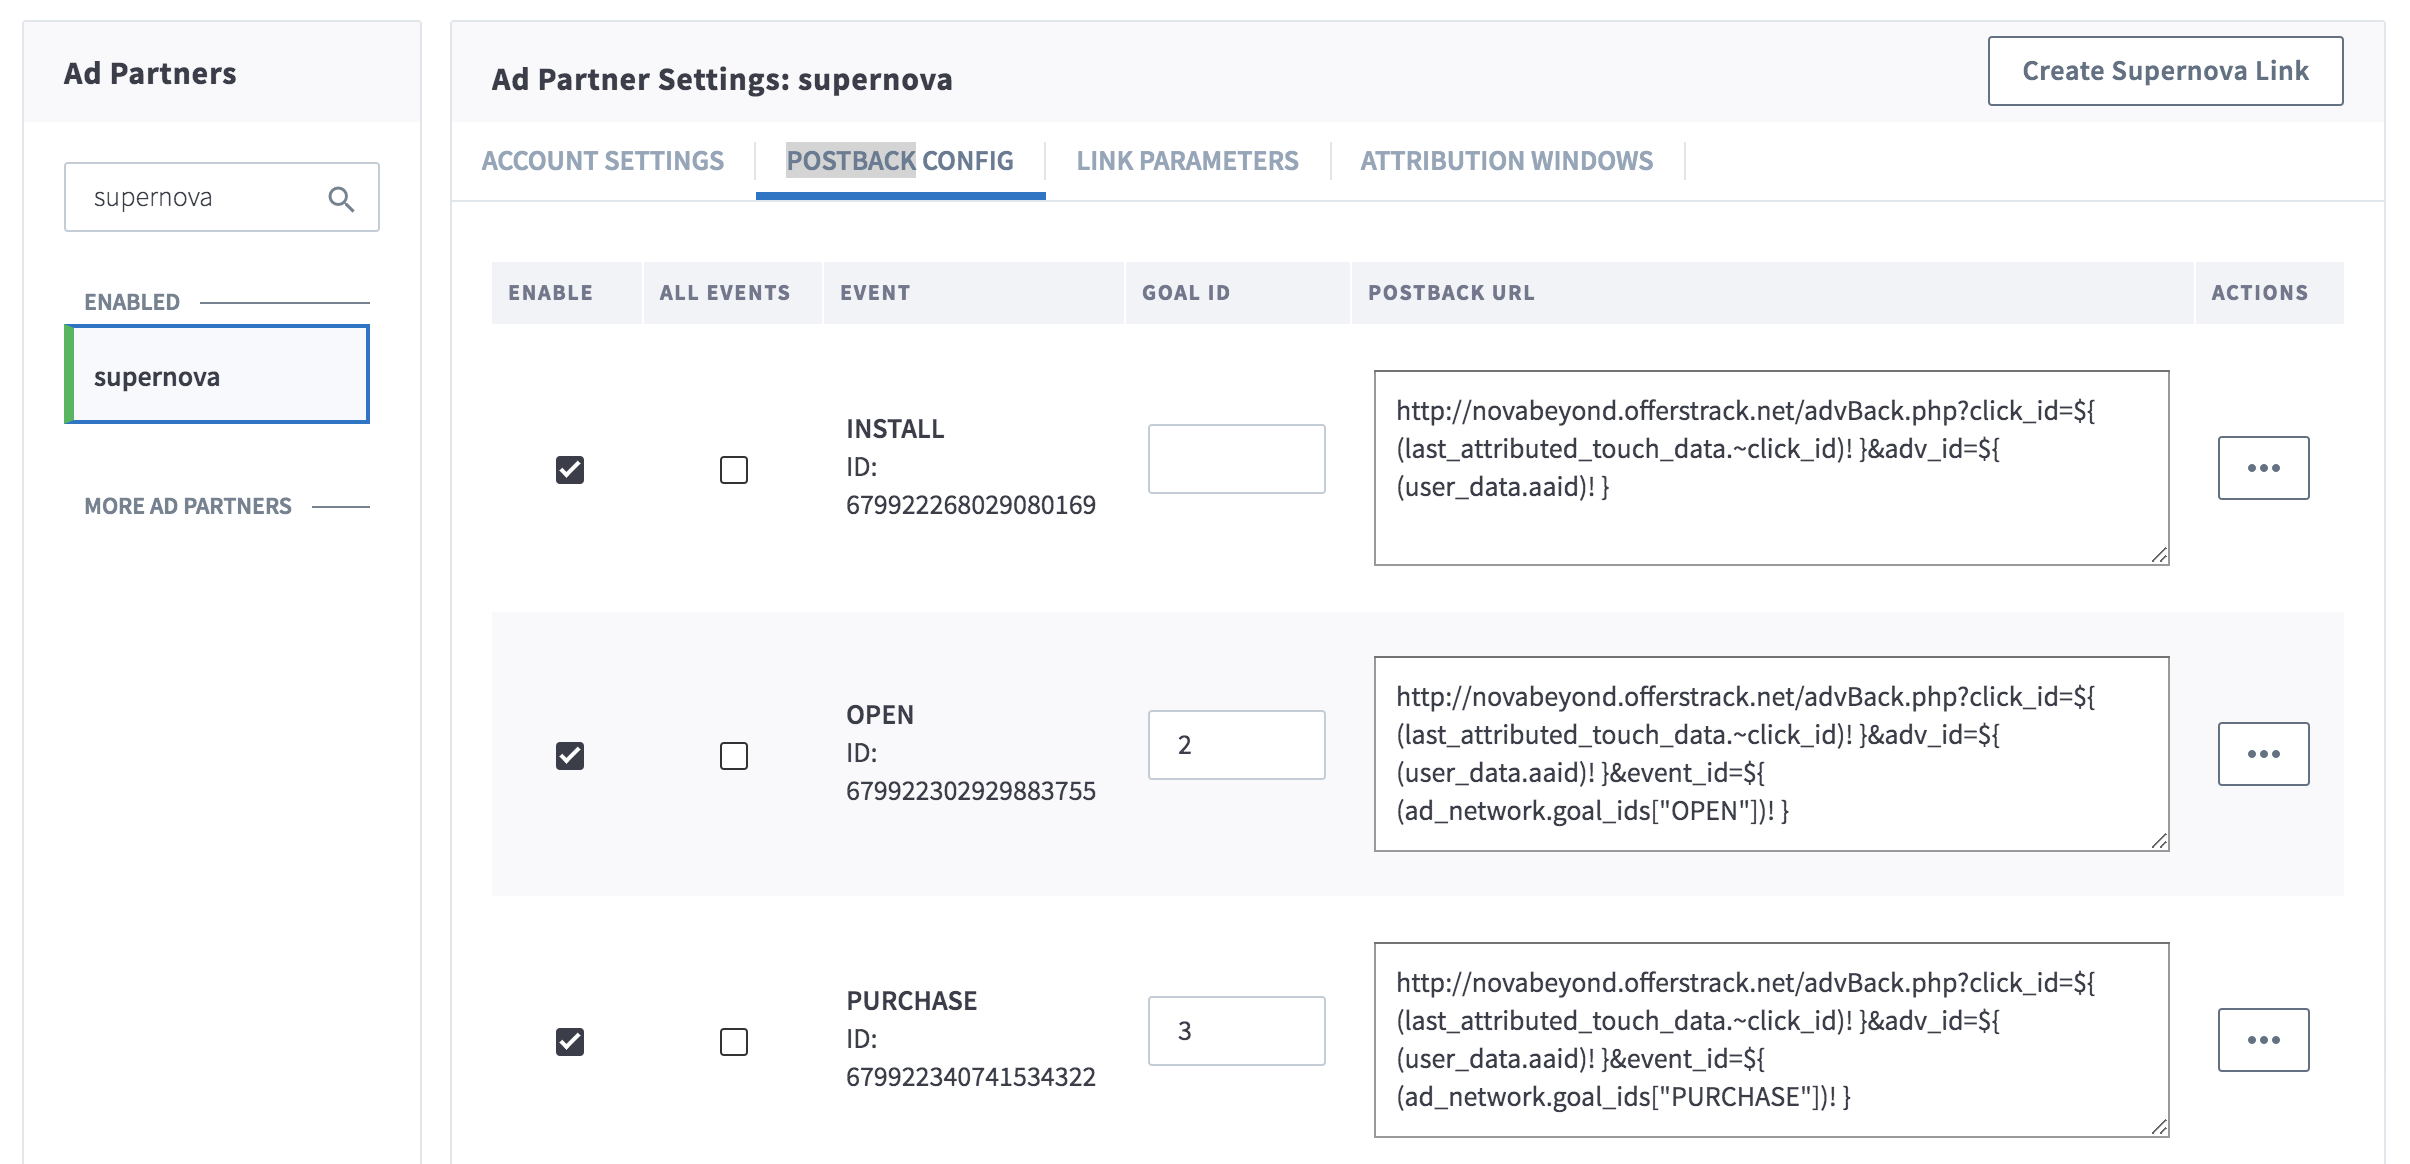 Ad Partners
supernova
ENABLED
supernova
MORE AD PARTNERS
Ad Partner Settings: supernova
Create Supernova Link
ACCOUNT SETTINGS
POSTBACK CONFIG
LINK PARAMETERS
ATTRIBUTION WINDOWS
ENABLE
ALL EVENTS
EVENT
GOAL ID
POSTBACK URL
ACTIONS
INSTALL
ID:
679922268029080169
http://novabeyond.offerstrack.net/advBack.php?click_id=${
(last_attributed_touch_data.~click_id)! }&adv_id=${
(user_data.aaid)! }
OPEN
ID:
679922302929883755
2
http://novabeyond.offerstrack.net/advBack.php?click_id=${
(last_attributed_touch_data.~click_id)! }&adv_id=${
(user_data.aaid)! }&event_id=${
(ad_network.goal_ids["OPEN"])! }
PURCHASE
ID:
679922340741534322
3
http://novabeyond.offerstrack.net/advBack.php?click_id=${
(last_attributed_touch_data.~click_id)! }&adv_id=${
(user_data.aaid)! }&event_id=${
(ad_network.goal_ids["PURCHASE"])! }